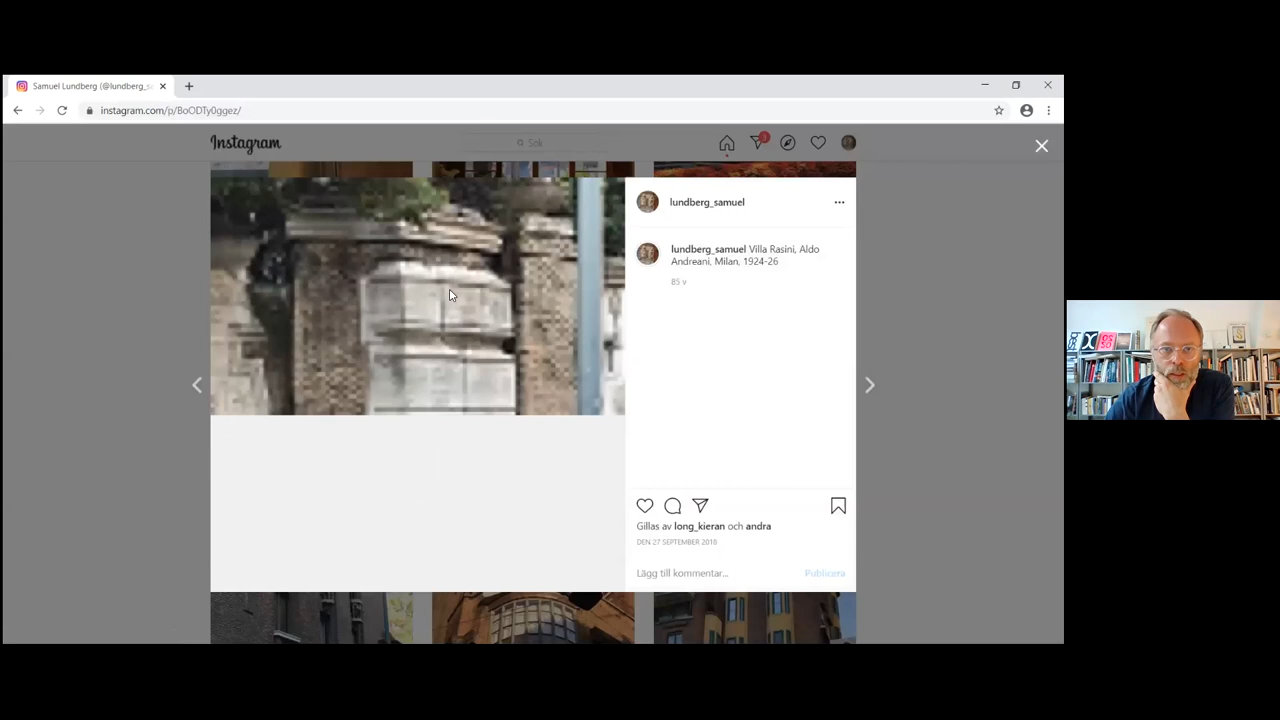 Samuel Lundberg (@lundberg_s
instagram.com/p/BoODTy0ggez/
Instagram
Sök
3
lundberg_samuel
lundberg_samuel Villa Rasini, Aldo
Andreani, Milan, 1924-26
85 v
Gillas av long_kieran och andra
DEN 27 SEPTEMBER 2018
Lägg till kommentar...
Publicera